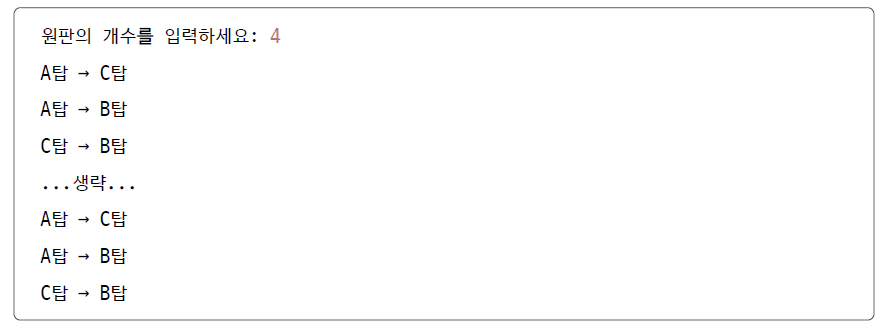 원판의 개수를 입력하세요: 4
A탑 → C탑
A탑 → B탑
C탑 → B탑
...생략...
A탑 → C탑
A탑 → B탑
C탑 → B탑